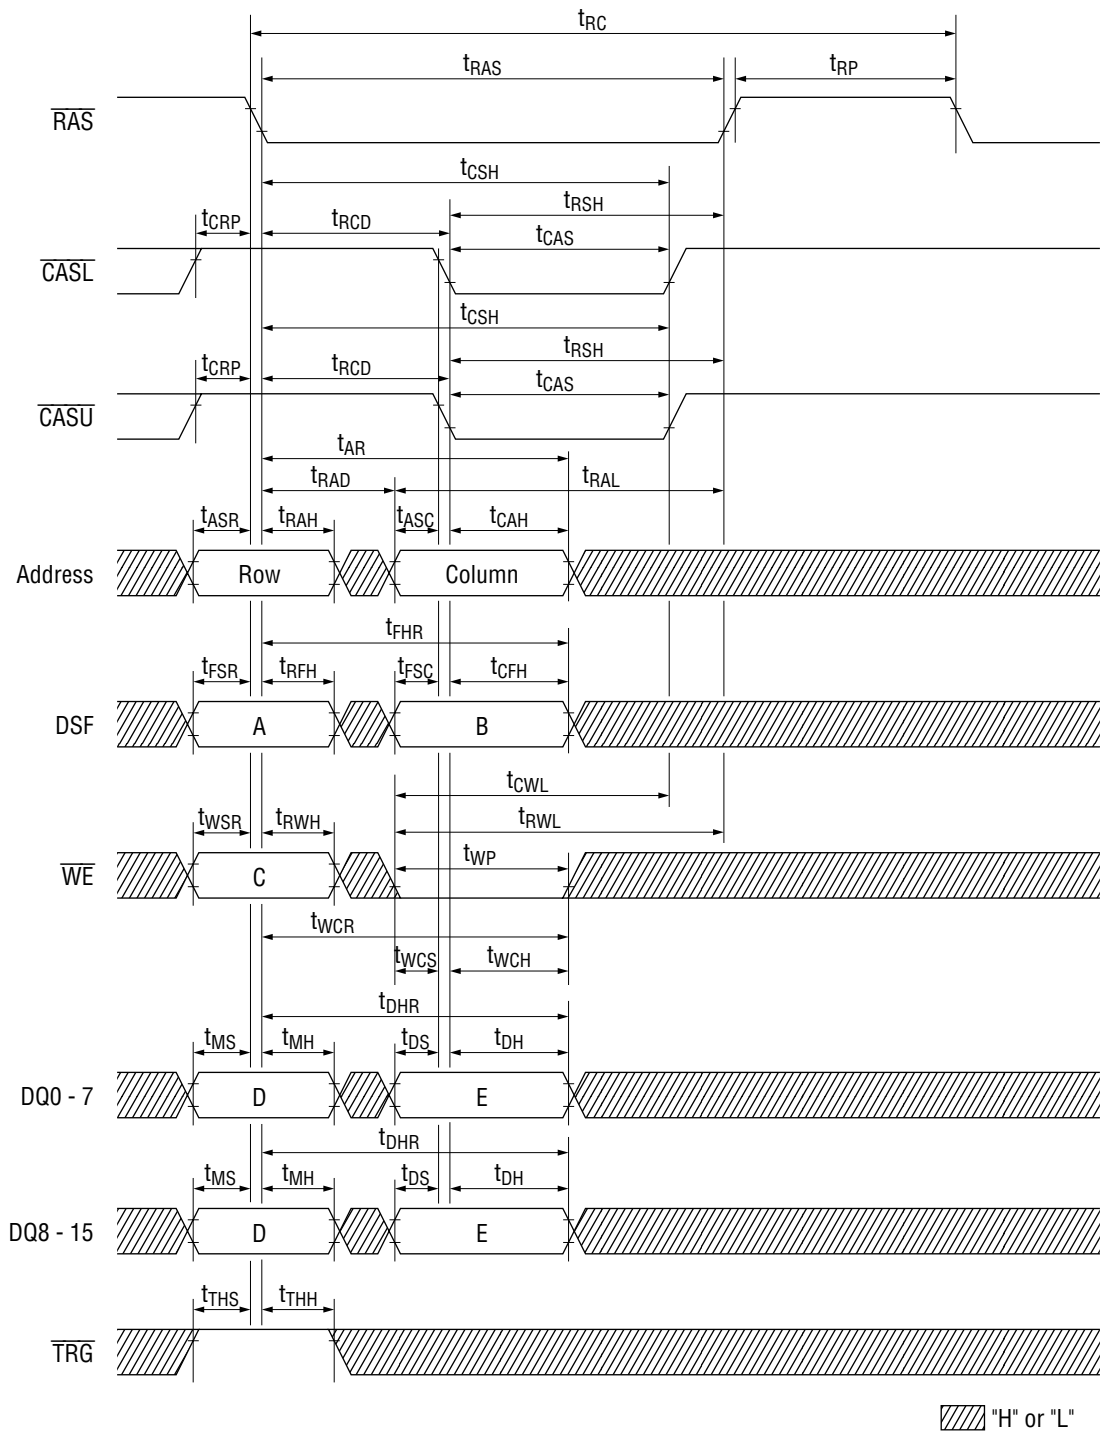 tRC
tRAS tRP
RAS
tCSH
tRSH
tCRP tRCD
tCAS
CASL
tCSH
tRSH
tCRP tRCD
tCAS
CASU
tAR
tRAD tRAL
tASR tRAH tASC tCAH
Address Row Column
tFHR
tFSR tRFH tFSC tCFH
DSF A B
tCWL
tWSR tRWH tRWL
tWP
WE C
tWCR
tWCS tWCH
tDHR
tMS tMH tDS tDH
DQ0 - 7 D E
tDHR
tMS tMH tDS tDH
DQ8 - 15 D E
tTHS tTHH
TRG
"H" or "L"